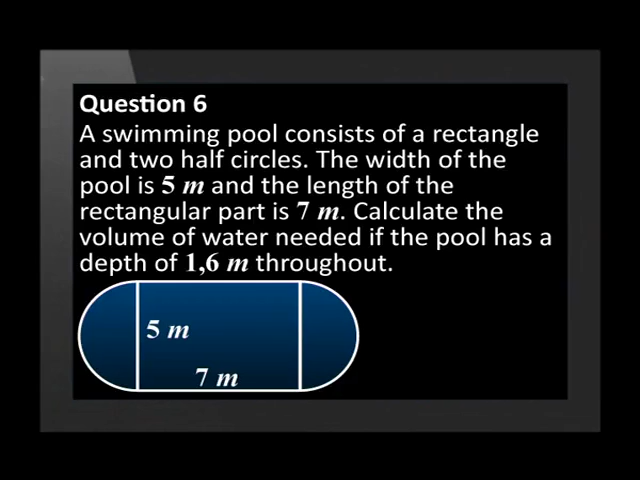 Question 6
A swimming pool consists of a rectangle
and two half circles. The width of the
pool is 5 m and the length of the
rectangular part is 7 m. Calculate the
volume of water needed if the pool has a
depth of 1,6 m throughout.
5 m
7 m